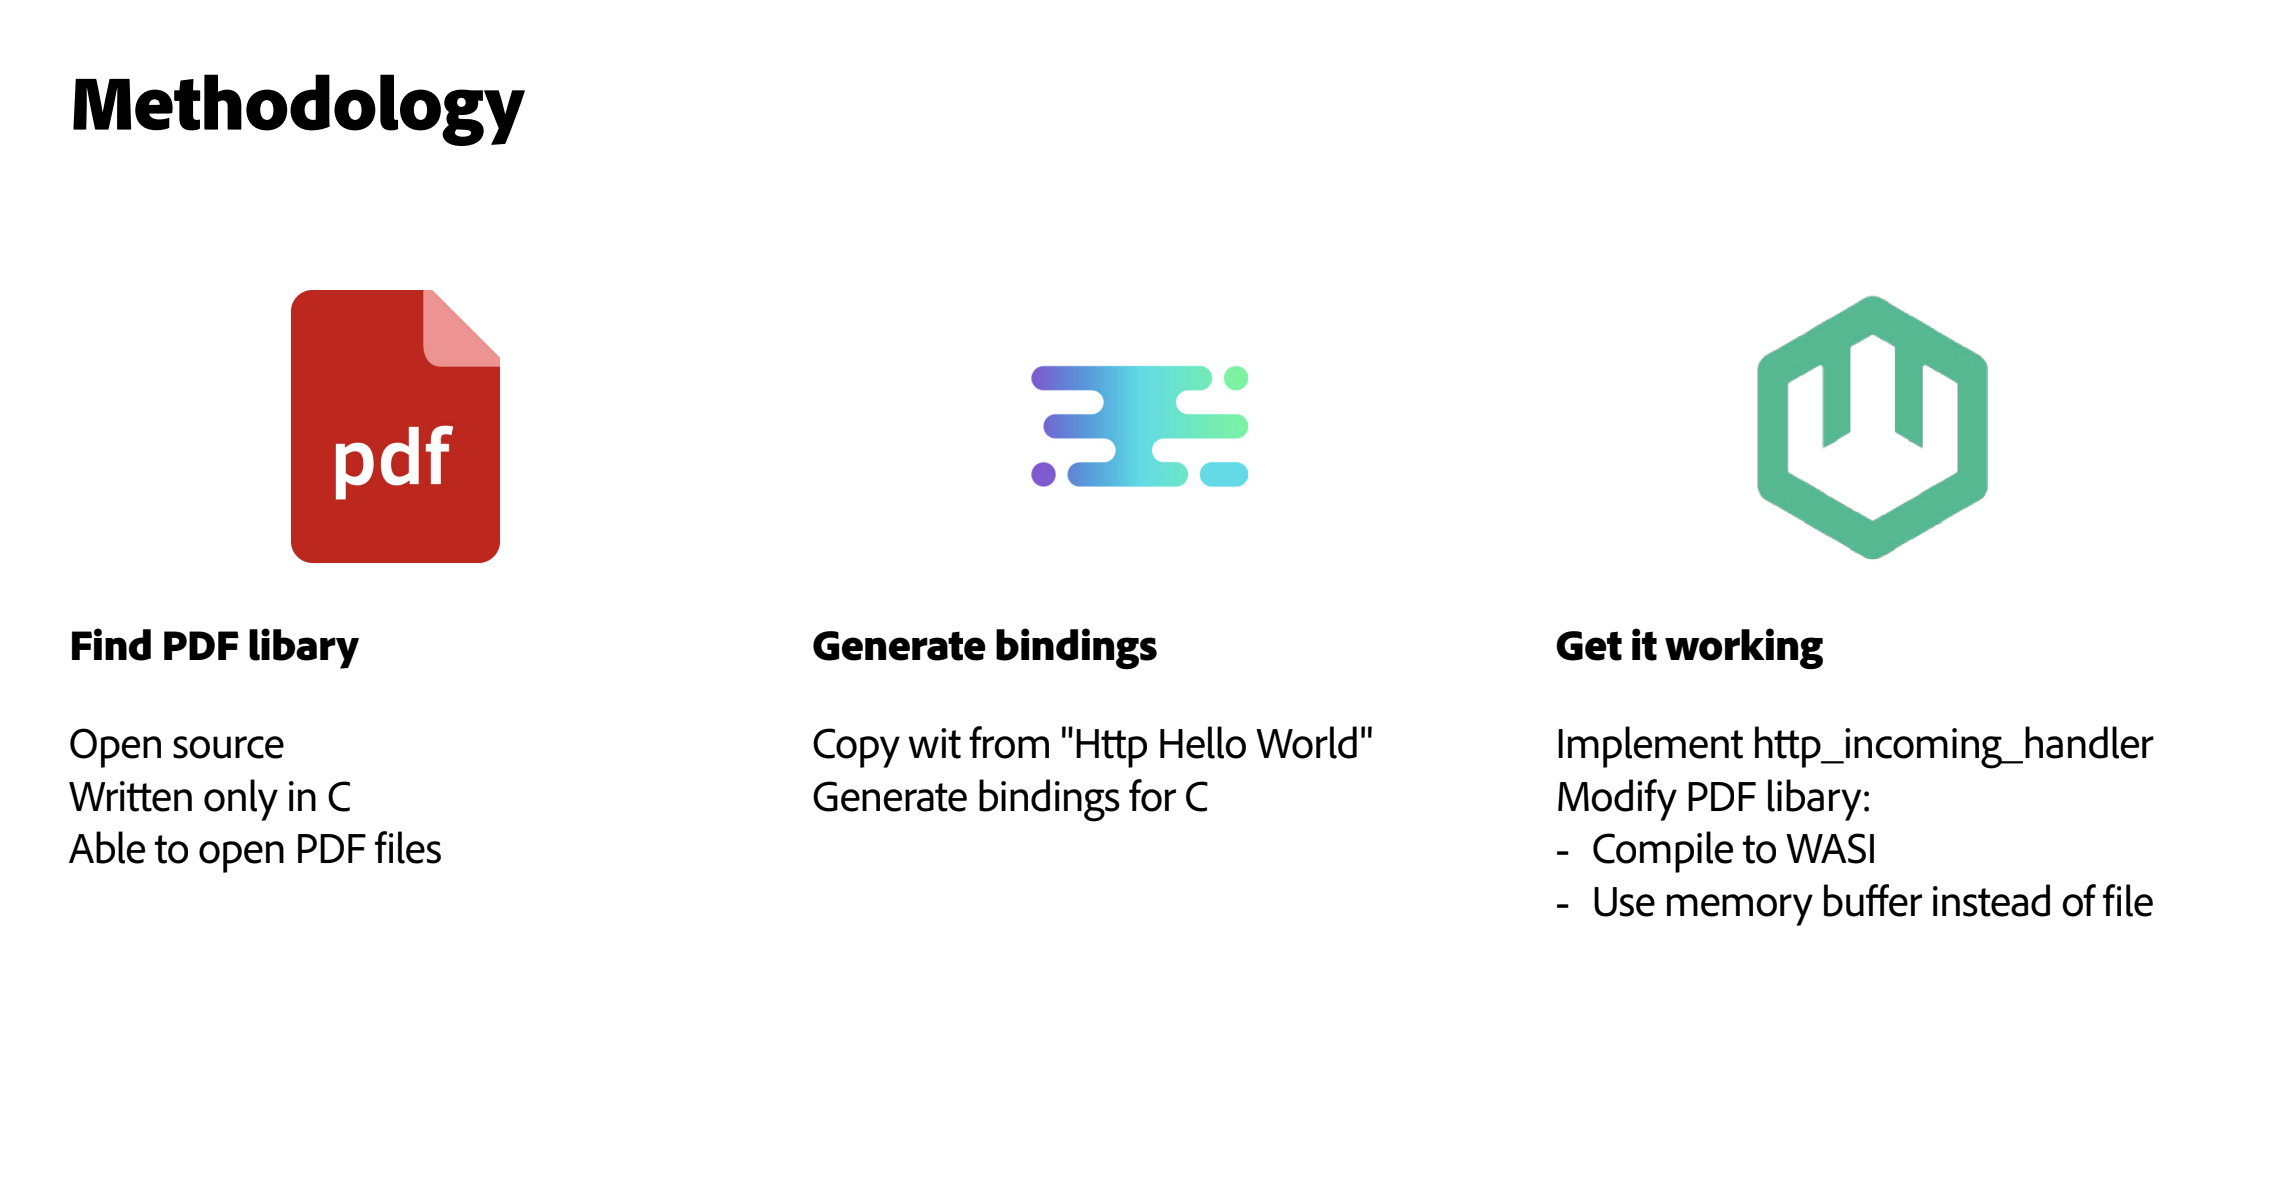 Methodology
pdf
Find PDF libary
Open source
Written only in C
Able to open PDF files
Generate bindings
Copy wit from "Http Hello World"
Generate bindings for C
Get it working
Implement http_incoming_handler
Modify PDF libary:
- Compile to WASI
- Use memory buffer instead of file